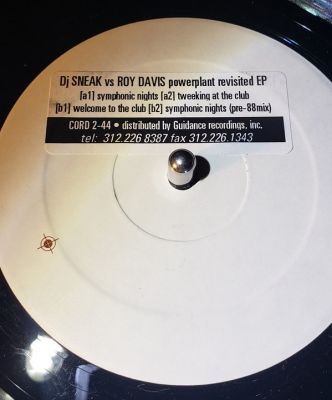 Dj SNEAK vs ROY DAVIS powerplant revisited EP
[a1] symphonic nights [a2] tweeking at the club
[b1] welcome to the club [b2] symphonic nights (pre-88mix)
CORD 2-44 • distributed by Guidance recordings, inc.
tel: 312.226 8387 fax 312.226.1343